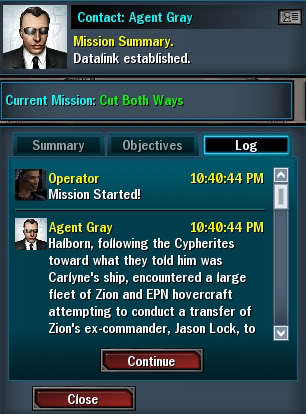 Contact: Agent Gray
Mission Summary.
Datalink established.
Current Mission: Cut Both Ways
Summary
Objectives
Log
Operator 10:40:44 PM
Mission Started!
Agent Gray 10:40:44 PM
Halborn, following the Cypherites
toward what they told him was
Carlyne's ship, encountered a large
fleet of Zion and EPN hovercraft
attempting to conduct a transfer of
Zion's ex-commander, Jason Lock, to
Continue
Close